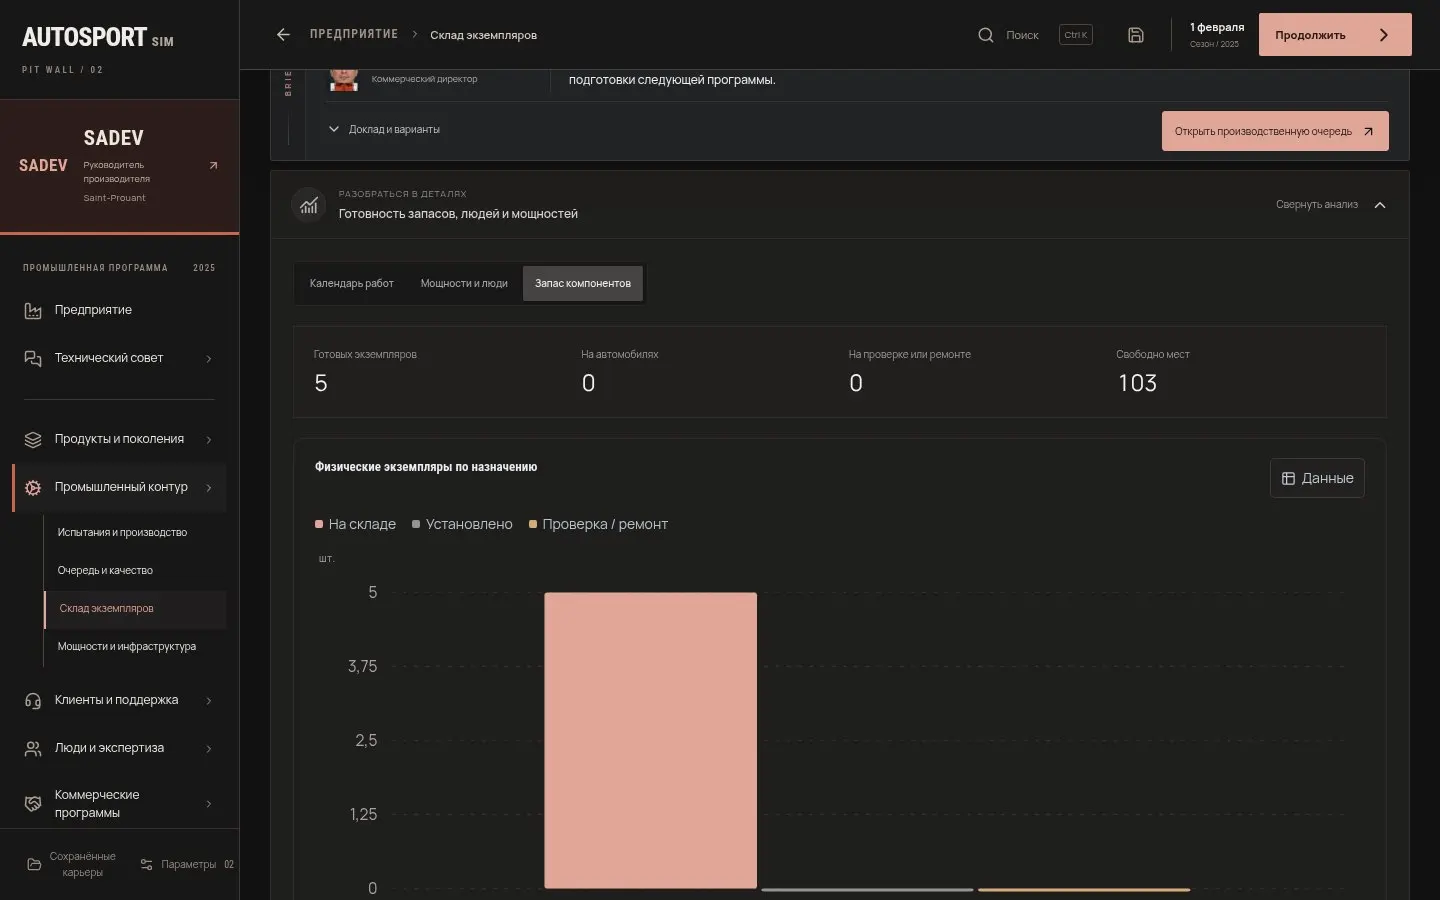 AUTOSPORT SIM
PIT WALL / 02
SADEV
SADEV
Руководитель
производителя
Saint-Prouant
ПРОМЫШЛЕННАЯ ПРОГРАММА 2025
Предприятие
Технический совет
Продукты и поколения
Промышленный контур
Испытания и производство
Очередь и качество
Склад экземпляров
Мощности и инфраструктура
Клиенты и поддержка
Люди и экспертиза
Коммерческие
программы
Сохранённые
карьеры
Параметры 02
ПРЕДПРИЯТИЕ
Склад экземпляров
Поиск
Ctrl K
1 февраля
Сезон / 2025
Продолжить
BRIE
Коммерческий директор
подготовки следующей программы.
Доклад и варианты
Открыть производственную очередь
РАЗОБРАТЬСЯ В ДЕТАЛЯХ
Готовность запасов, людей и мощностей
Свернуть анализ
Календарь работ
Мощности и люди
Запас компонентов
Готовых экземпляров
5
На автомобилях
0
На проверке или ремонте
0
Свободно мест
103
Физические экземпляры по назначению
Данные
На складе
Установлено
Проверка / ремонт
шт.
5
3,75
2,5
1,25
0